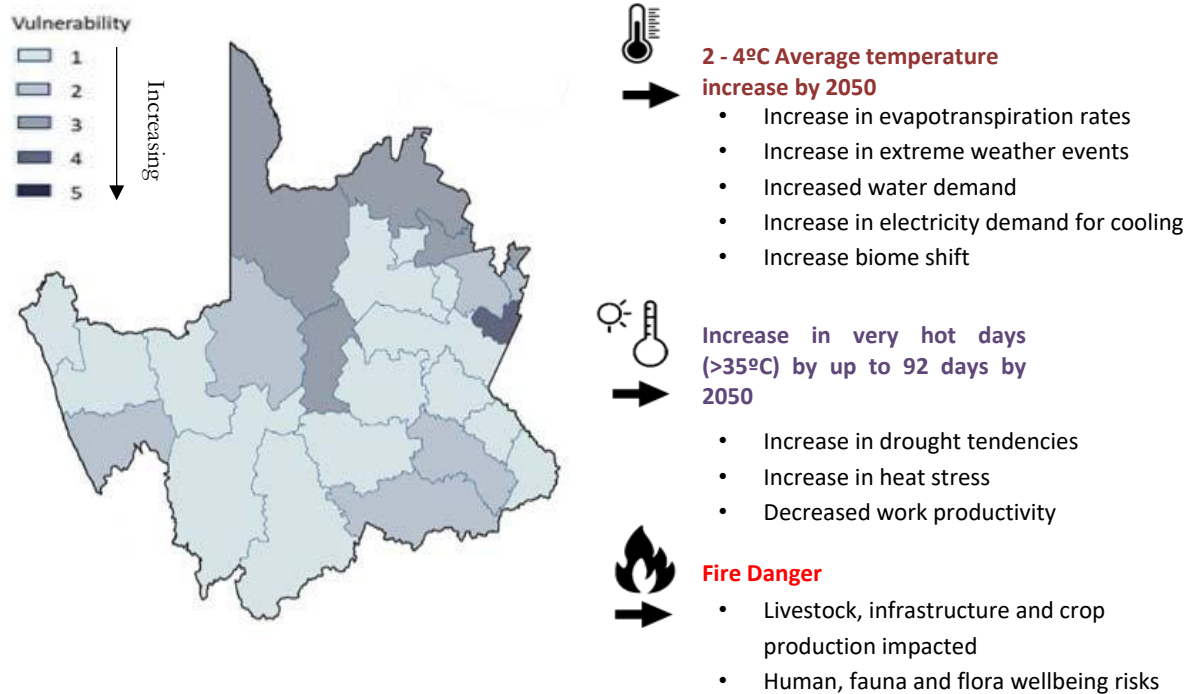 Vulnerability
1
2
3
4
5
Increasing
2 - 4ºC Average temperature
increase by 2050
• Increase in evapotranspiration rates
• Increase in extreme weather events
• Increased water demand
• Increase in electricity demand for cooling
• Increase biome shift
Increase in very hot days
(>35ºC) by up to 92 days by
2050
• Increase in drought tendencies
• Increase in heat stress
• Decreased work productivity
Fire Danger
• Livestock, infrastructure and crop
production impacted
• Human, fauna and flora wellbeing risks